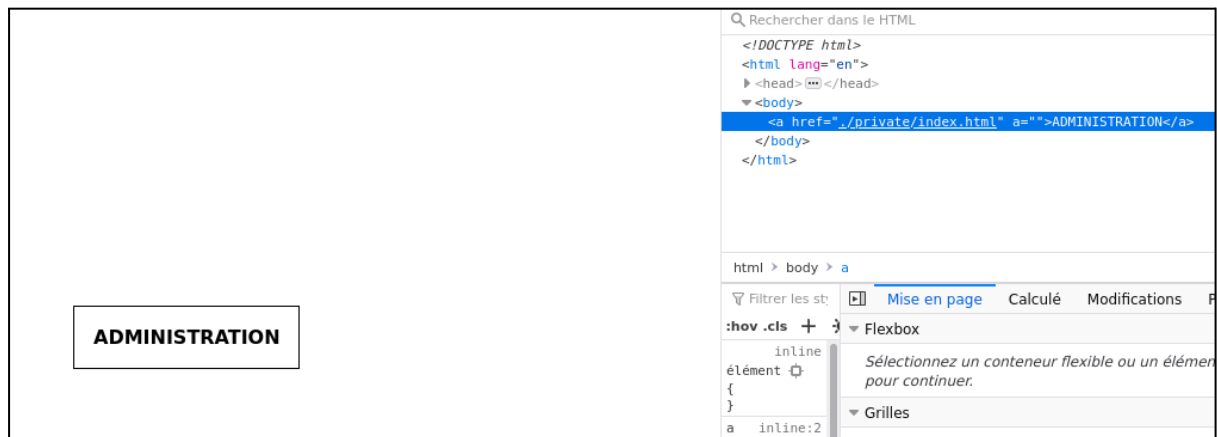 ADMINISTRATION
Rechercher dans le HTML
<!DOCTYPE html>
<html lang="en">
<head> ••• </head>
<body>
<a href="./private/index.html" a="">ADMINISTRATION</a>
</body>
</html>
html > body > a
Filtrer les sty
Mise en page Calculé Modifications
:hov .cls +
Flexbox
inline
élément
{
}
Sélectionnez un conteneur flexible ou un élémen
pour continuer.
Grilles
a inline:2